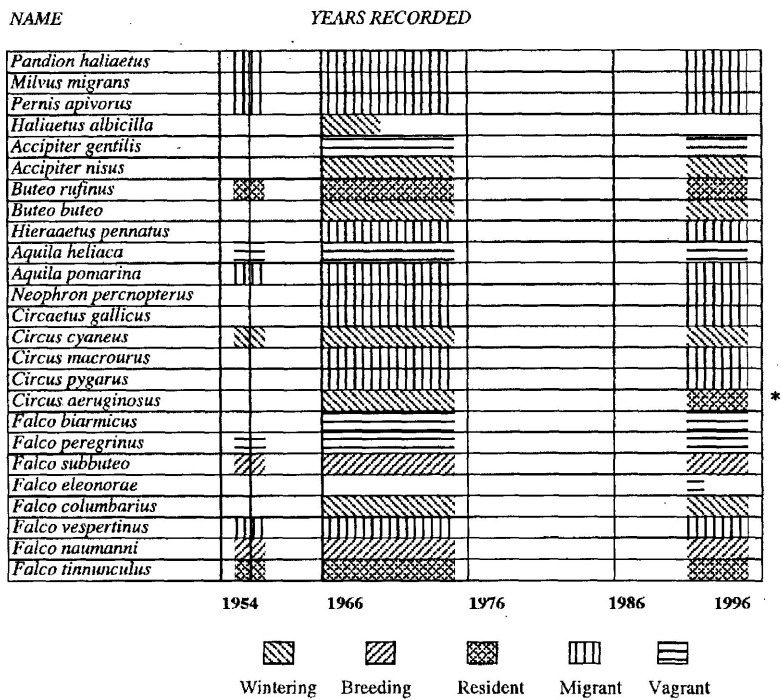 NAME YEARS RECORDED
Pandion haliaetus
Milvus migrans
Pernis apivorus
Haliaetus albicilla
Accipiter gentilis
Accipiter nisus
Buteo rufinus
Buteo buteo
Hieraaetus pennatus
Aquila heliaca
Aquila pomarina
Neophron percnopterus
Circaetus gallicus
Circus cyaneus
Circus macrourus
Circus pygarus
Circus aeruginosus *
Falco biarmicus
Falco peregrinus
Falco subbuteo
Falco eleonorae
Falco columbarius
Falco vespertinus
Falco naumanni
Falco tinnunculus
1954 1966 1976 1986 1996
Wintering Breeding Resident Migrant Vagrant